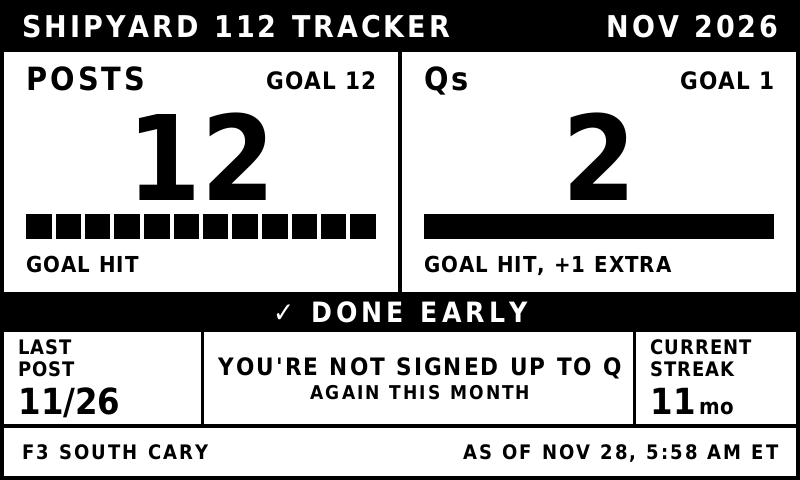 SHIPYARD 112 TRACKER
NOV 2026
POSTS
GOAL 12
12
GOAL HIT
Qs
GOAL 1
2
GOAL HIT, +1 EXTRA
✓ DONE EARLY
LAST
POST
11/26
YOU'RE NOT SIGNED UP TO Q
AGAIN THIS MONTH
CURRENT
STREAK
11 mo
F3 SOUTH CARY
AS OF NOV 28, 5:58 AM ET